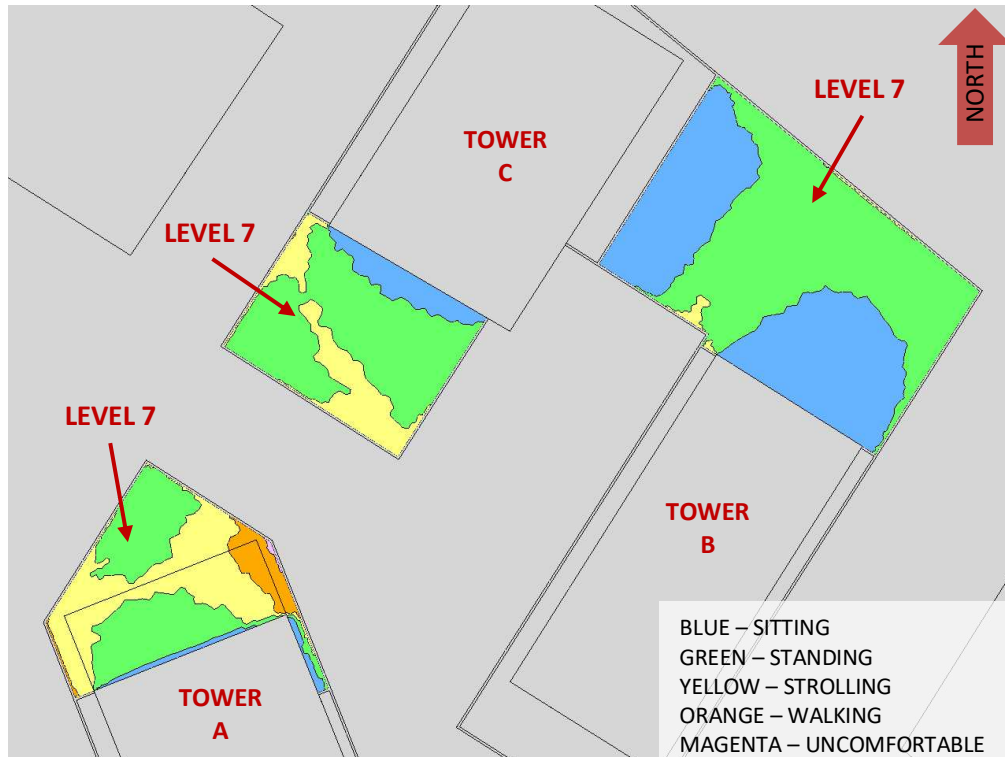 NORTH
LEVEL 7
TOWER
C
LEVEL 7
LEVEL 7
TOWER
B
TOWER
A
BLUE – SITTING
GREEN – STANDING
YELLOW – STROLLING
ORANGE – WALKING
MAGENTA – UNCOMFORTABLE